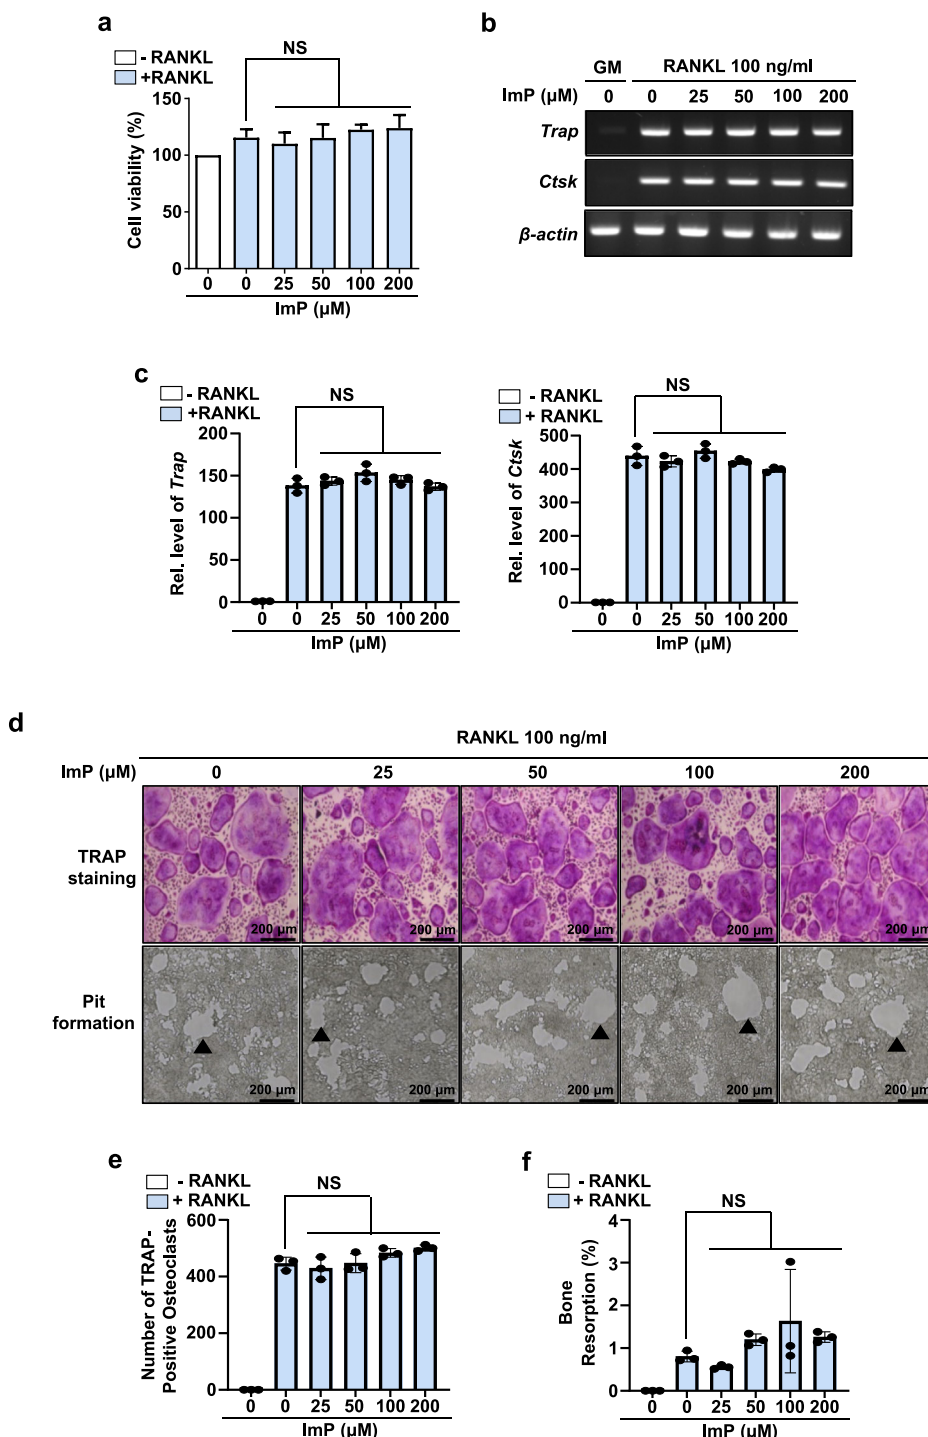 a
- RANKL
+RANKL
NS
Cell viability (%)
150
100
50
0
0 0 25 50 100 200
ImP (µM)
b
GM RANKL 100 ng/ml
ImP (µM) 0 0 25 50 100 200
Trap
Ctsk
β-actin
c
- RANKL
+RANKL
NS
Rel. level of Trap
200
150
100
50
0
0 0 25 50 100 200
ImP (µM)
- RANKL
+ RANKL
NS
Rel. level of Ctsk
500
400
300
200
100
0
0 0 25 50 100 200
ImP (µM)
d
RANKL 100 ng/ml
ImP (µM) 0 25 50 100 200
TRAP
staining
200 µm 200 µm 200 µm 200 µm 200 µm
Pit
formation
200 µm 200 µm 200 µm 200 µm 200 µm
e
- RANKL
+ RANKL
NS
Number of TRAP-
Positive Osteoclasts
600
400
200
0
0 0 25 50 100 200
ImP (µM)
f
- RANKL
+ RANKL
NS
Bone
Resorption (%)
4
3
2
1
0
0 0 25 50 100 200
ImP (µM)